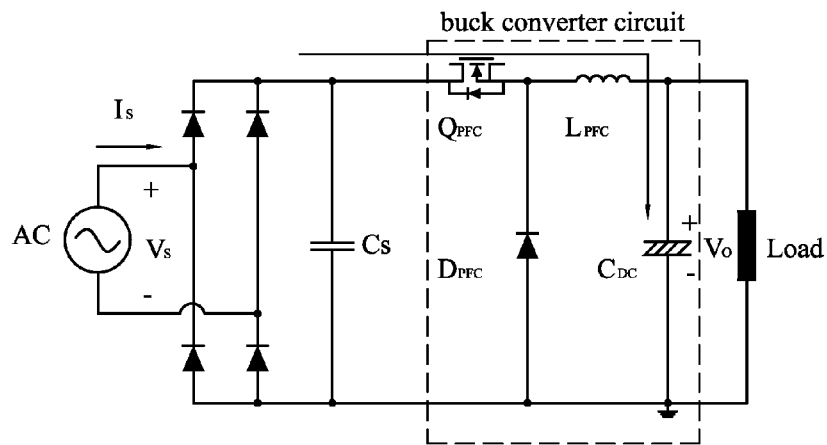 buck converter circuit
Is
QPFC
LPFC
+
AC
Vs
-
Cs
DPFC
CDC
+
Vo
-
Load